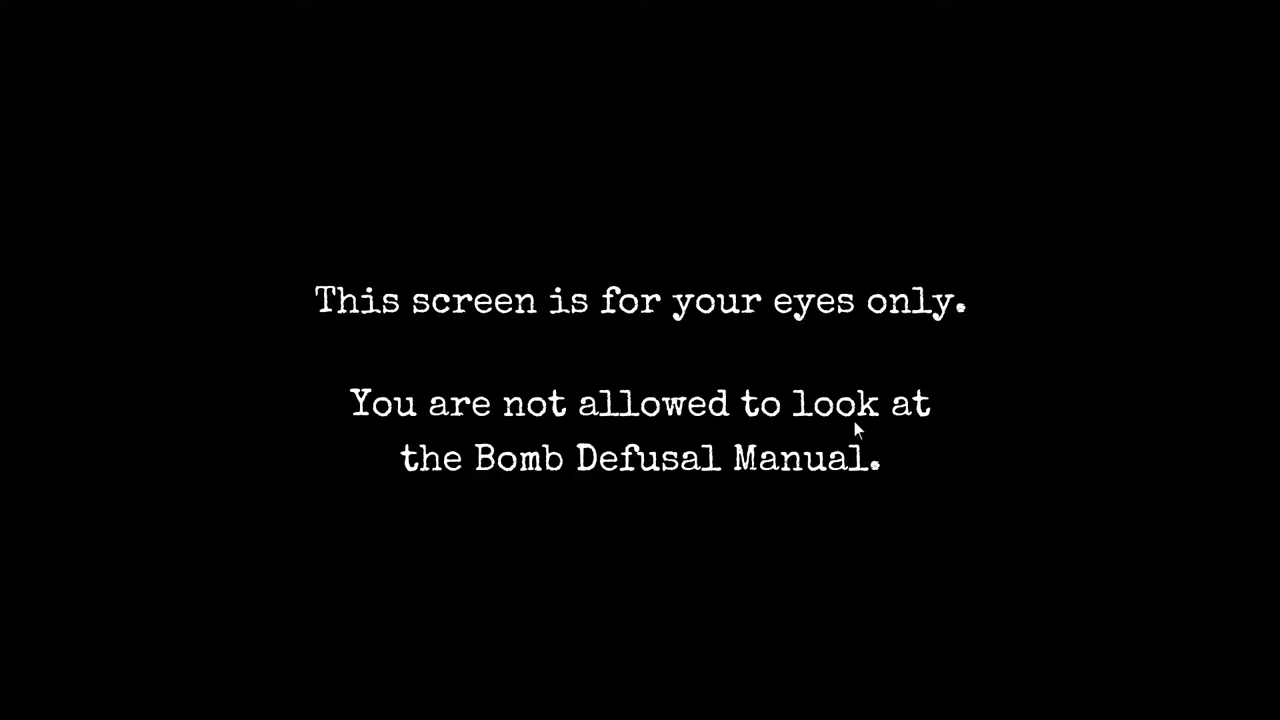 This screen is for your eyes only.
You are not allowed to look at
the Bomb Defusal Manual.